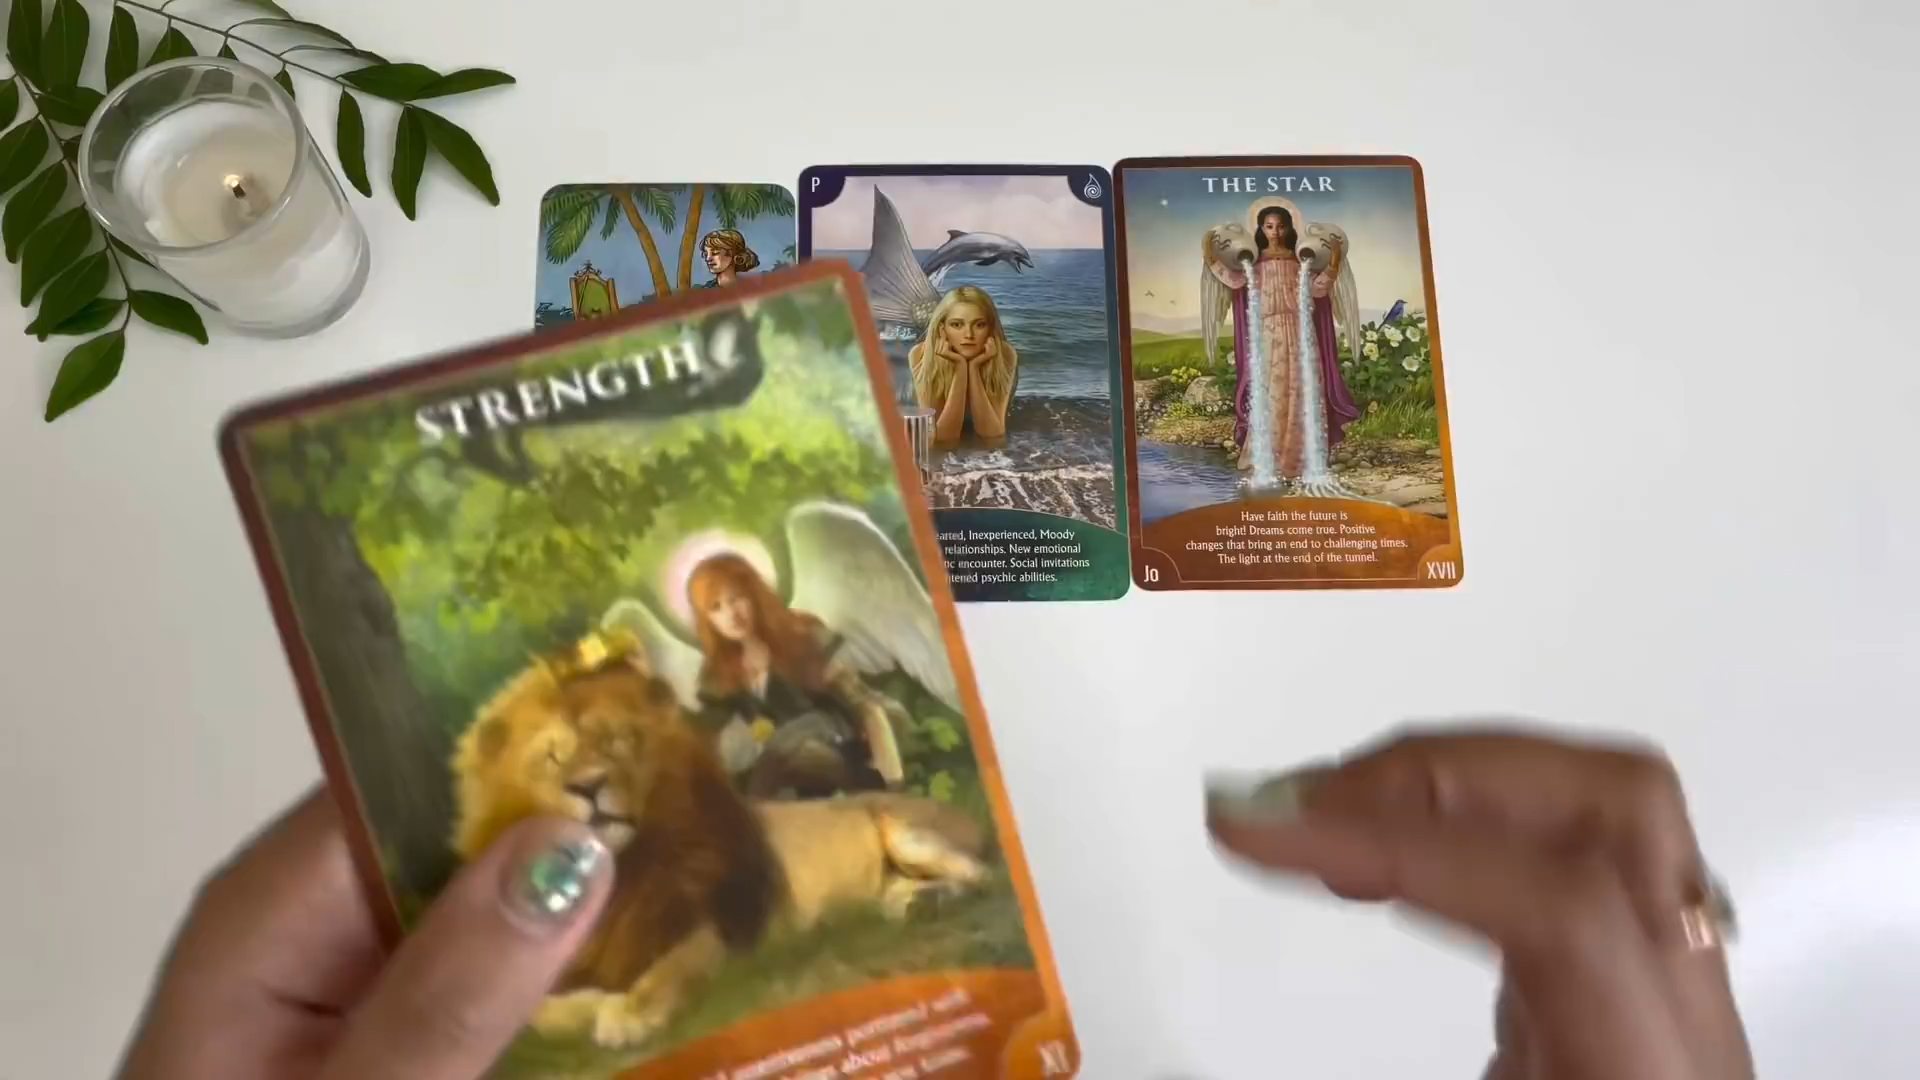 P
THE STAR
STRENGTH
Inexperienced, Moody
relationships. New emotional
encounter. Social invitations
psychic abilities.
Have faith the future is
bright! Dreams come true. Positive
changes that bring an end to challenging times.
The light at the end of the tunnel.
Jo
XVII
about
XI